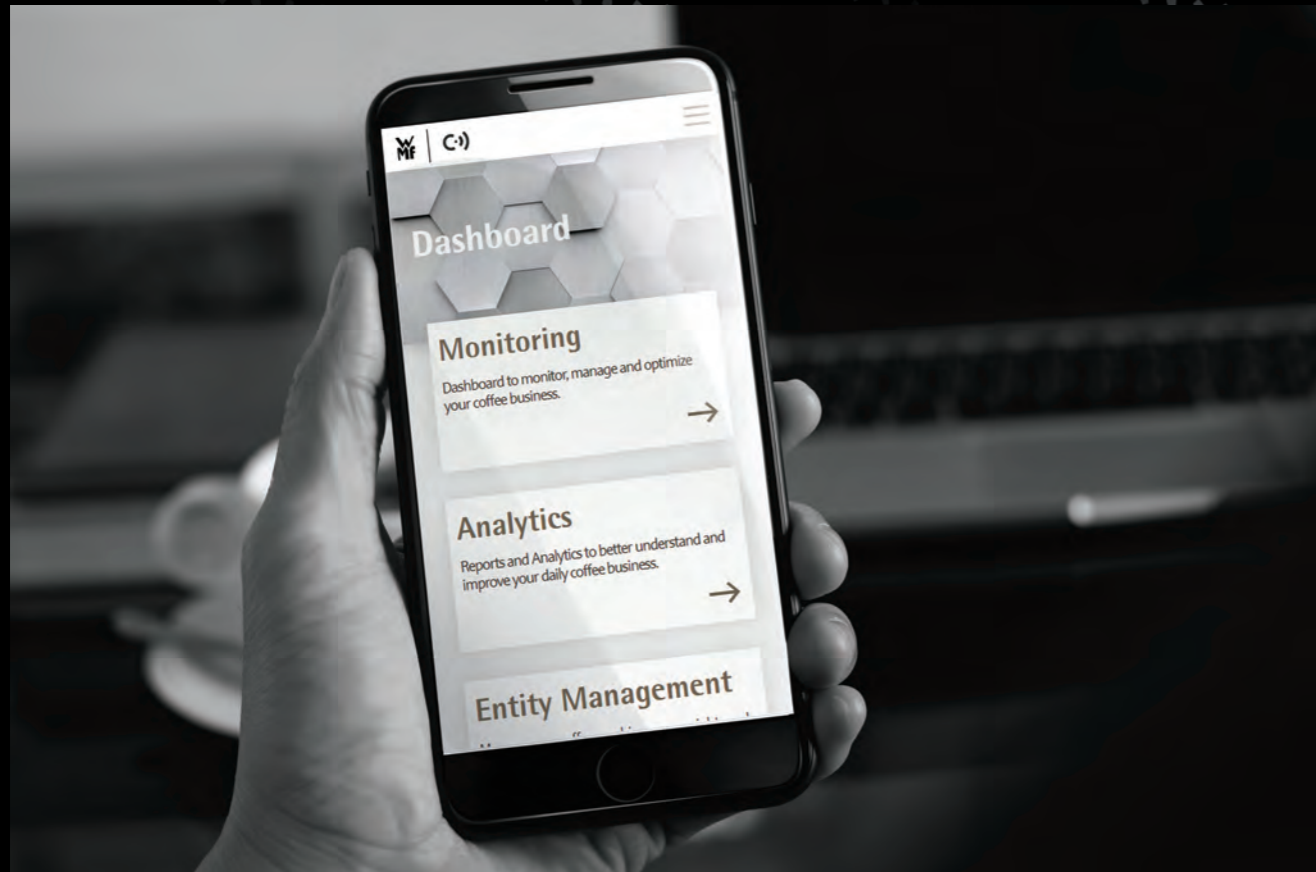 WMF
Dashboard
Monitoring
Dashboard to monitor, manage and optimize
your coffee business.
Analytics
Reports and Analytics to better understand and
improve your daily coffee business.
Entity Management